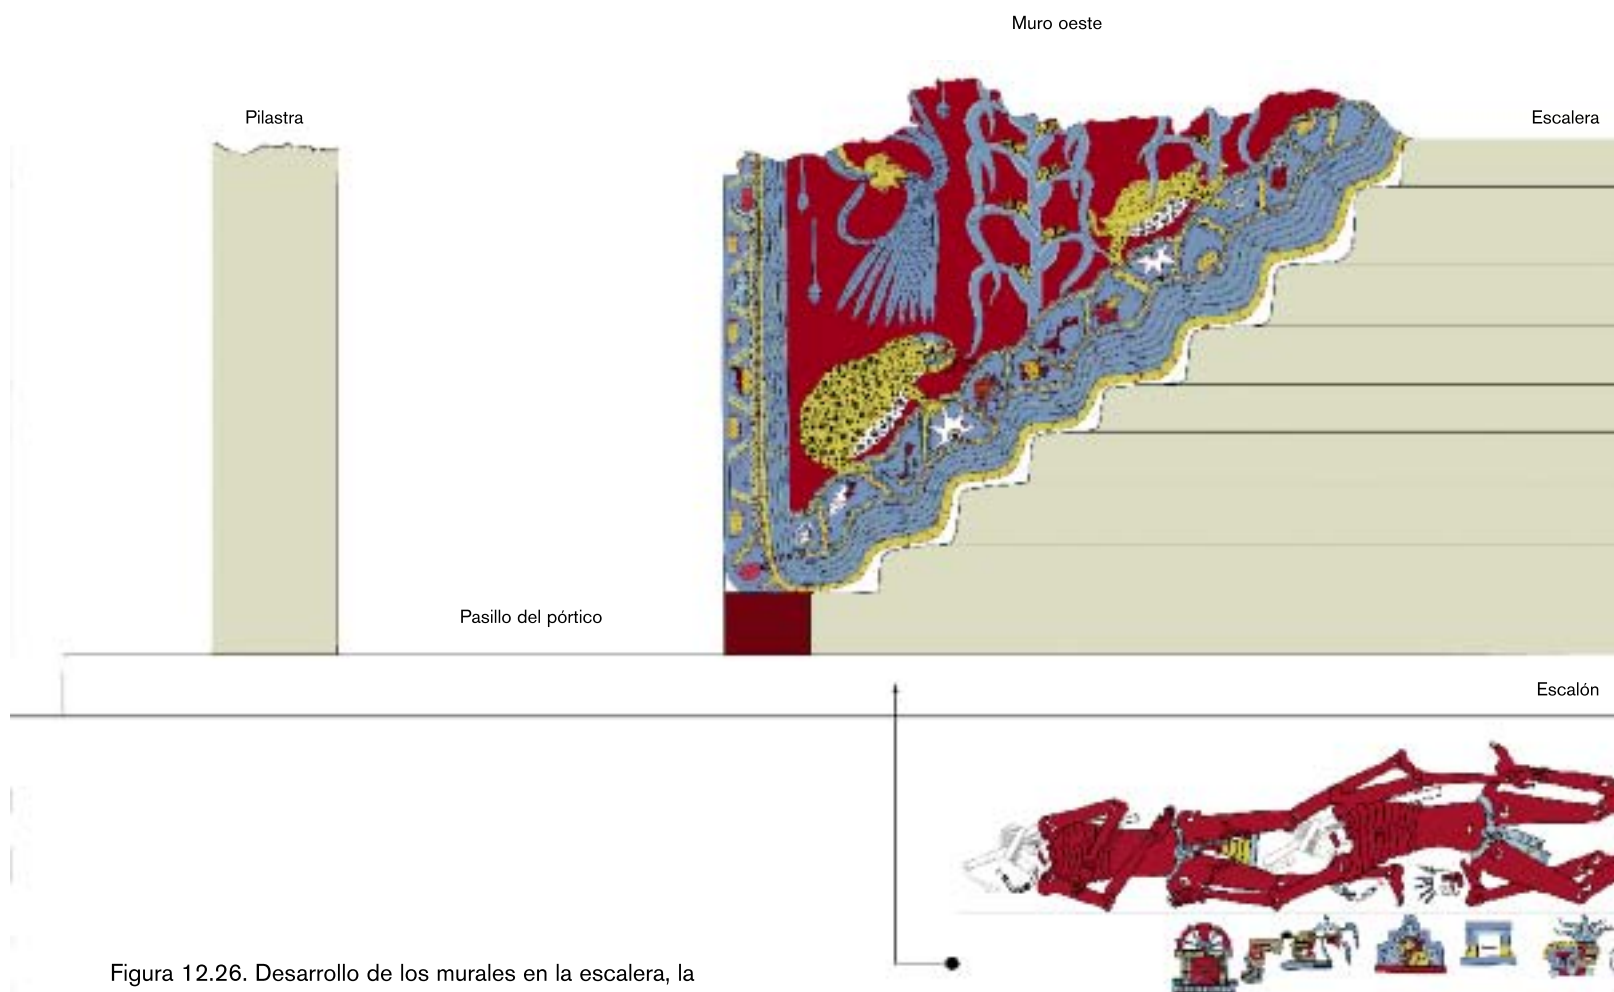 Muro oeste
Pilastra
Escalera
Pasillo del pórtico
Escalón
Figura 12.26. Desarrollo de los murales en la escalera, la